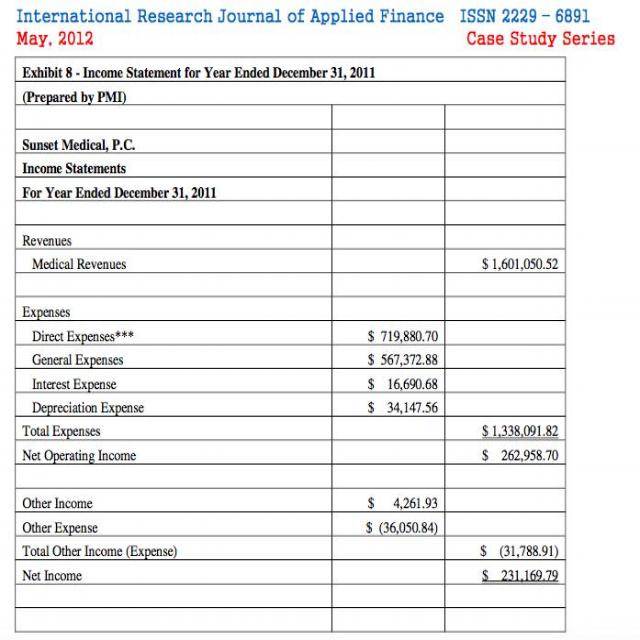 International Research Journal of Applied Finance ISSN 2229 – 6891
May, 2012 Case Study Series
Exhibit 8 - Income Statement for Year Ended December 31, 2011
(Prepared by PMI)
Sunset Medical, P.C.
Income Statements
For Year Ended December 31, 2011
Revenues
Medical Revenues $ 1,601,050.52
Expenses
Direct Expenses*** $ 719,880.70
General Expenses $ 567,372.88
Interest Expense $ 16,690.68
Depreciation Expense $ 34,147.56
Total Expenses $ 1,338,091.82
Net Operating Income $ 262,958.70
Other Income $ 4,261.93
Other Expense $ (36,050.84)
Total Other Income (Expense) $ (31,788.91)
Net Income $ 231,169.79